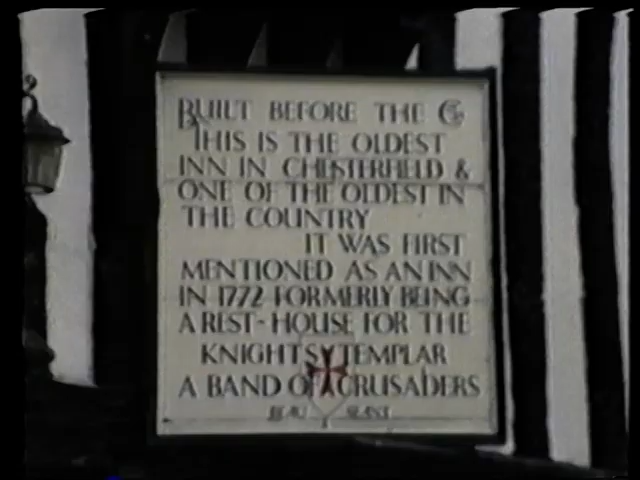 BUILT BEFORE THE
THIS IS THE OLDEST
INN IN CHESTERFIELD &
ONE OF THE OLDEST IN
THE COUNTRY
IT WAS FIRST
MENTIONED AS AN INN
IN 1772 FORMERLY BEING
A REST-HOUSE FOR THE
KNIGHTS TEMPLAR
A BAND OF CRUSADERS
BEAU SEANT